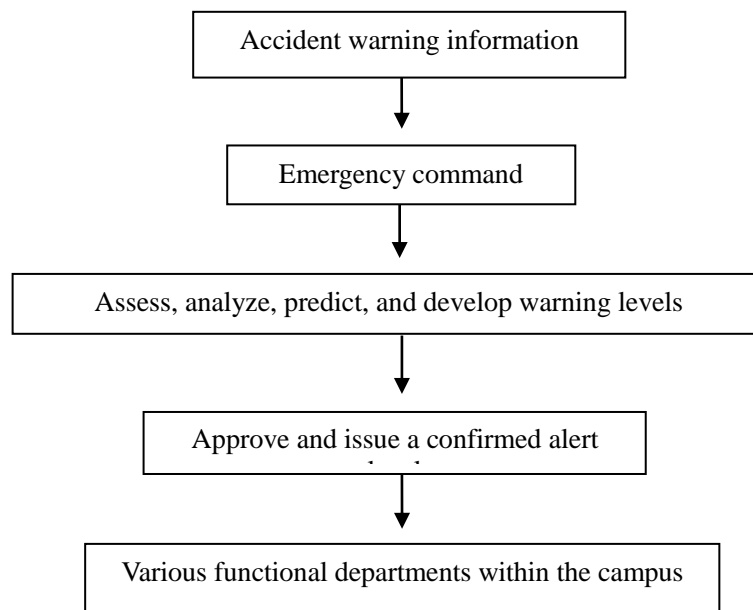 Accident warning information
Emergency command
Assess, analyze, predict, and develop warning levels
Approve and issue a confirmed alert
Various functional departments within the campus